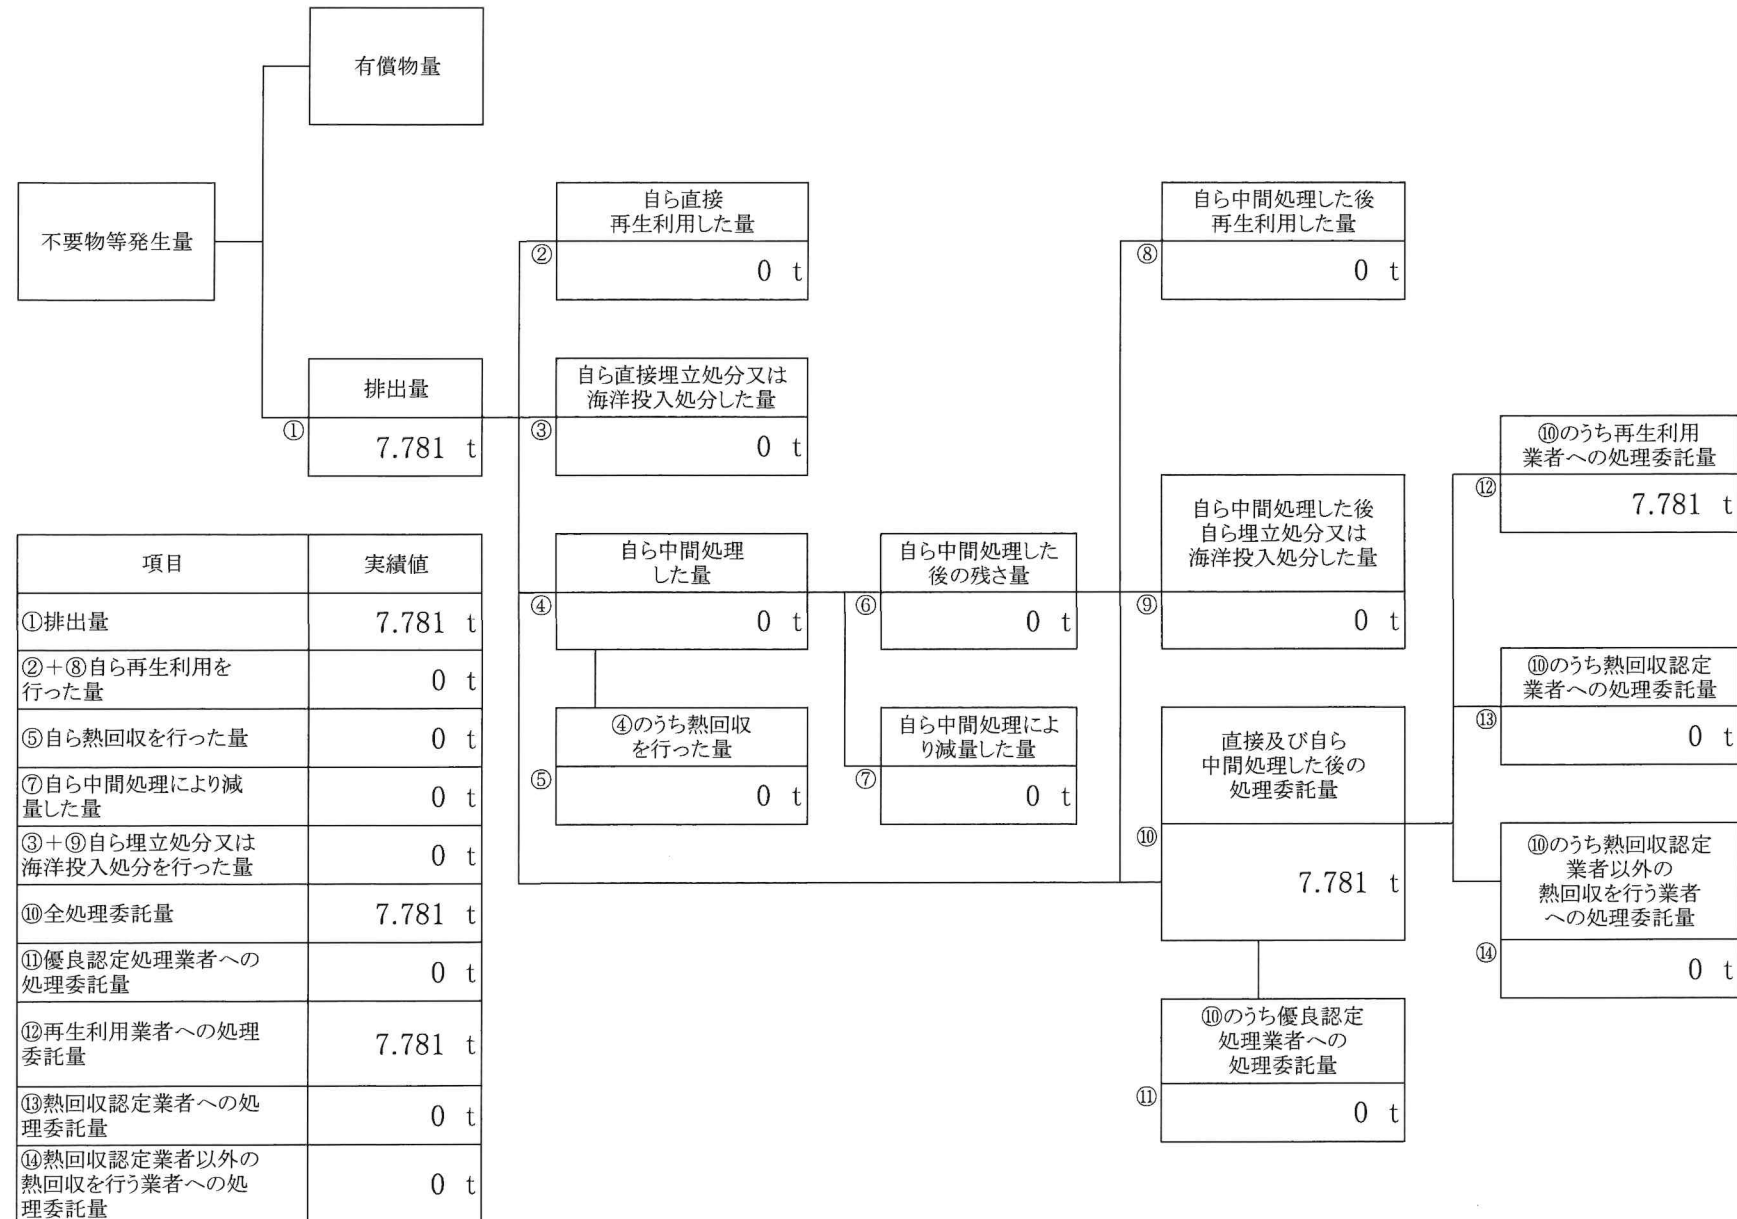 有償物量
不要物等発生量
排出量
①
7.781 t
自ら直接
再生利用した量
②
0 t
自ら直接埋立処分又は
海洋投入処分した量
③
0 t
自ら中間処理
した量
④
0 t
④のうち熱回収
を行った量
⑤
0 t
自ら中間処理した
後の残さ量
⑥
0 t
自ら中間処理によ
り減量した量
⑦
0 t
自ら中間処理した後
再生利用した量
⑧
0 t
自ら中間処理した後
自ら埋立処分又は
海洋投入処分した量
⑨
0 t
直接及び自ら
中間処理した後の
処理委託量
⑩
7.781 t
⑩のうち優良認定
処理業者への
処理委託量
⑪
0 t
⑩のうち再生利用
業者への処理委託量
⑫
7.781 t
⑩のうち熱回収認定
業者への処理委託量
⑬
0 t
⑩のうち熱回収認定
業者以外の
熱回収を行う業者
への処理委託量
⑭
0 t
項目 実績値
①排出量 7.781 t
②+⑧自ら再生利用を
行った量 0 t
⑤自ら熱回収を行った量 0 t
⑦自ら中間処理により減
量した量 0 t
③+⑨自ら埋立処分又は
海洋投入処分を行った量 0 t
⑩全処理委託量 7.781 t
⑪優良認定処理業者への
処理委託量 0 t
⑫再生利用業者への処理
委託量 7.781 t
⑬熱回収認定業者への処
理委託量 0 t
⑭熱回収認定業者以外の
熱回収を行う業者への処
理委託量 0 t